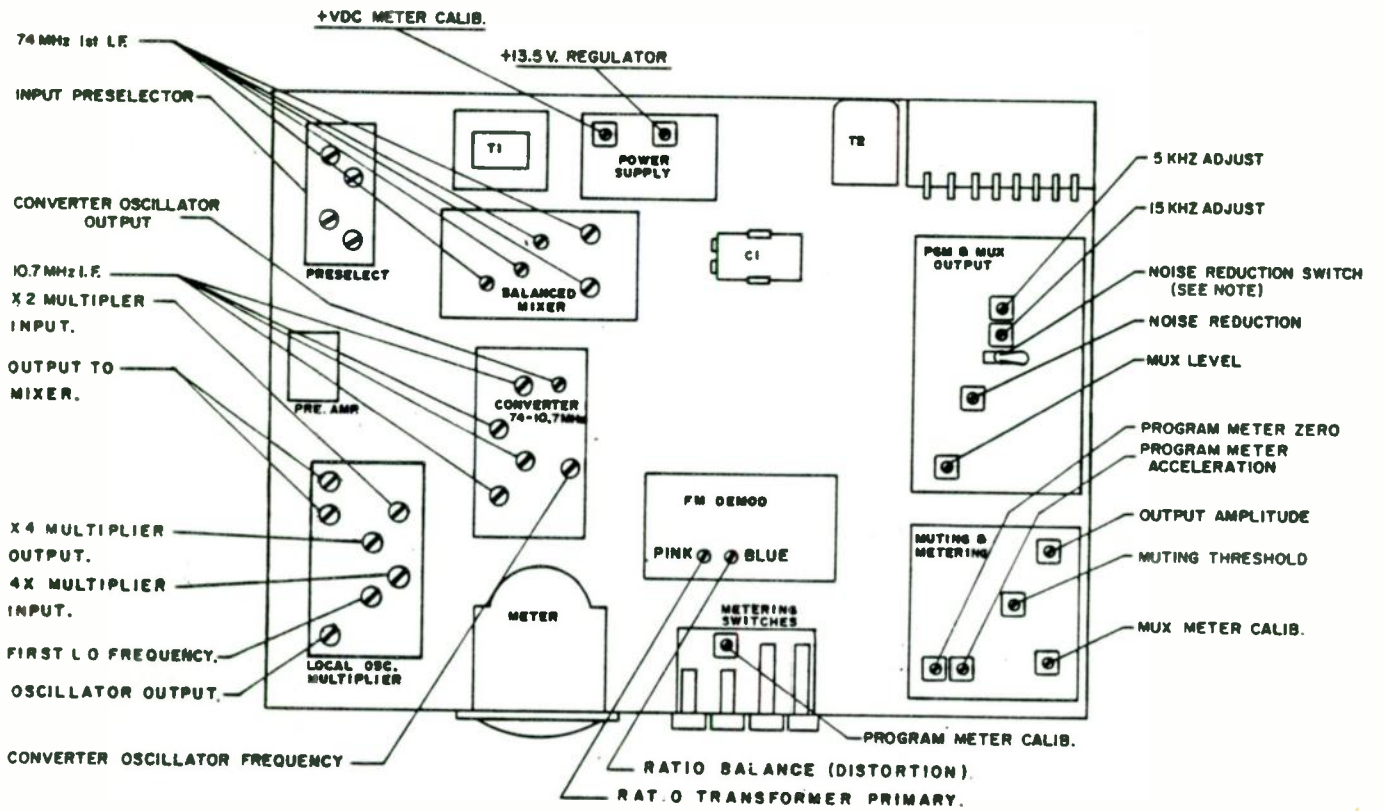 +VDC METER CALIB.
74 MHz 1st I.F.
+13.5 V. REGULATOR
INPUT PRESELECTOR
T1
POWER
SUPPLY
T2
5 KHZ ADJUST
CONVERTER OSCILLATOR
OUTPUT
15 KHZ ADJUST
PGM & MUX
OUTPUT
C1
PRESELECT
10.7 MHz I.F.
BALANCED
MIXER
NOISE REDUCTION SWITCH
(SEE NOTE)
X2 MULTIPLER
INPUT.
NOISE REDUCTION
OUTPUT TO
MIXER.
MUX LEVEL
PRE. AMP.
CONVERTER
74-10.7MHz
PROGRAM METER ZERO
PROGRAM METER
ACCELERATION
FM DEMOD
X4 MULTIPLIER
OUTPUT.
OUTPUT AMPLITUDE
MUTING &
METERING
PINK
BLUE
MUTING THRESHOLD
4X MULTIPLIER
INPUT.
METER
METERING
SWITCHES
MUX METER CALIB.
FIRST L O FREQUENCY.
LOCAL OSC.
MULTIPLIER
OSCILLATOR OUTPUT.
PROGRAM METER CALIB.
CONVERTER OSCILLATOR FREQUENCY
RATIO BALANCE (DISTORTION).
RAT.O TRANSFORMER PRIMARY.